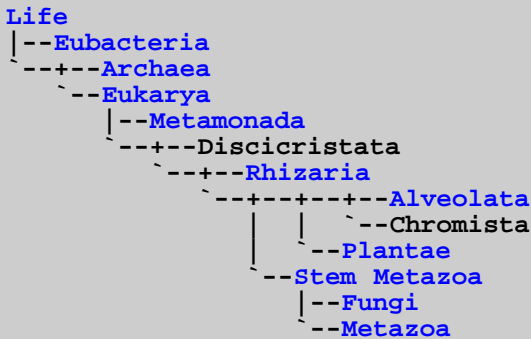 Life
|--Eubacteria
`--+--Archaea
   `--Eukarya
      |--Metamonada
      `--+--Discicristata
         `--+--Rhizaria
            `--+--+--+--Alveolata
               |  |  `--Chromista
               |  `--Plantae
               `--Stem Metazoa
                  |--Fungi
                  `--Metazoa